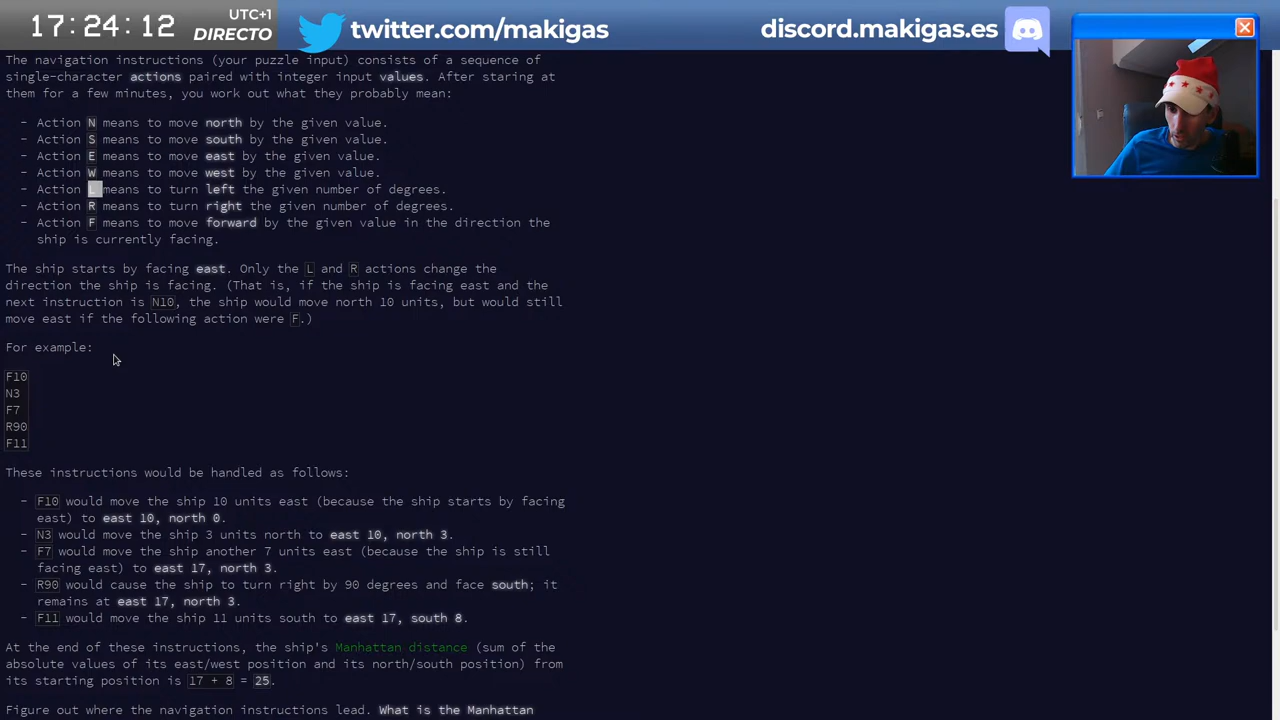 17:24:12
UTC+1
DIRECTO
twitter.com/makigas
discord.makigas.es
The navigation instructions (your puzzle input) consists of a sequence of
single-character actions paired with integer input values. After staring at
them for a few minutes, you work out what they probably mean:
- Action N means to move north by the given value.
- Action S means to move south by the given value.
- Action E means to move east by the given value.
- Action W means to move west by the given value.
- Action L means to turn left the given number of degrees.
- Action R means to turn right the given number of degrees.
- Action F means to move forward by the given value in the direction the
ship is currently facing.
The ship starts by facing east. Only the L and R actions change the
direction the ship is facing. (That is, if the ship is facing east and the
next instruction is N10, the ship would move north 10 units, but would still
move east if the following action were F.)
For example:
F10
N3
F7
R90
F11
These instructions would be handled as follows:
- F10 would move the ship 10 units east (because the ship starts by facing
east) to east 10, north 0.
- N3 would move the ship 3 units north to east 10, north 3.
- F7 would move the ship another 7 units east (because the ship is still
facing east) to east 17, north 3.
- R90 would cause the ship to turn right by 90 degrees and face south; it
remains at east 17, north 3.
- F11 would move the ship 11 units south to east 17, south 8.
At the end of these instructions, the ship's Manhattan distance (sum of the
absolute values of its east/west position and its north/south position) from
its starting position is 17 + 8 = 25.
Figure out where the navigation instructions lead. What is the Manhattan